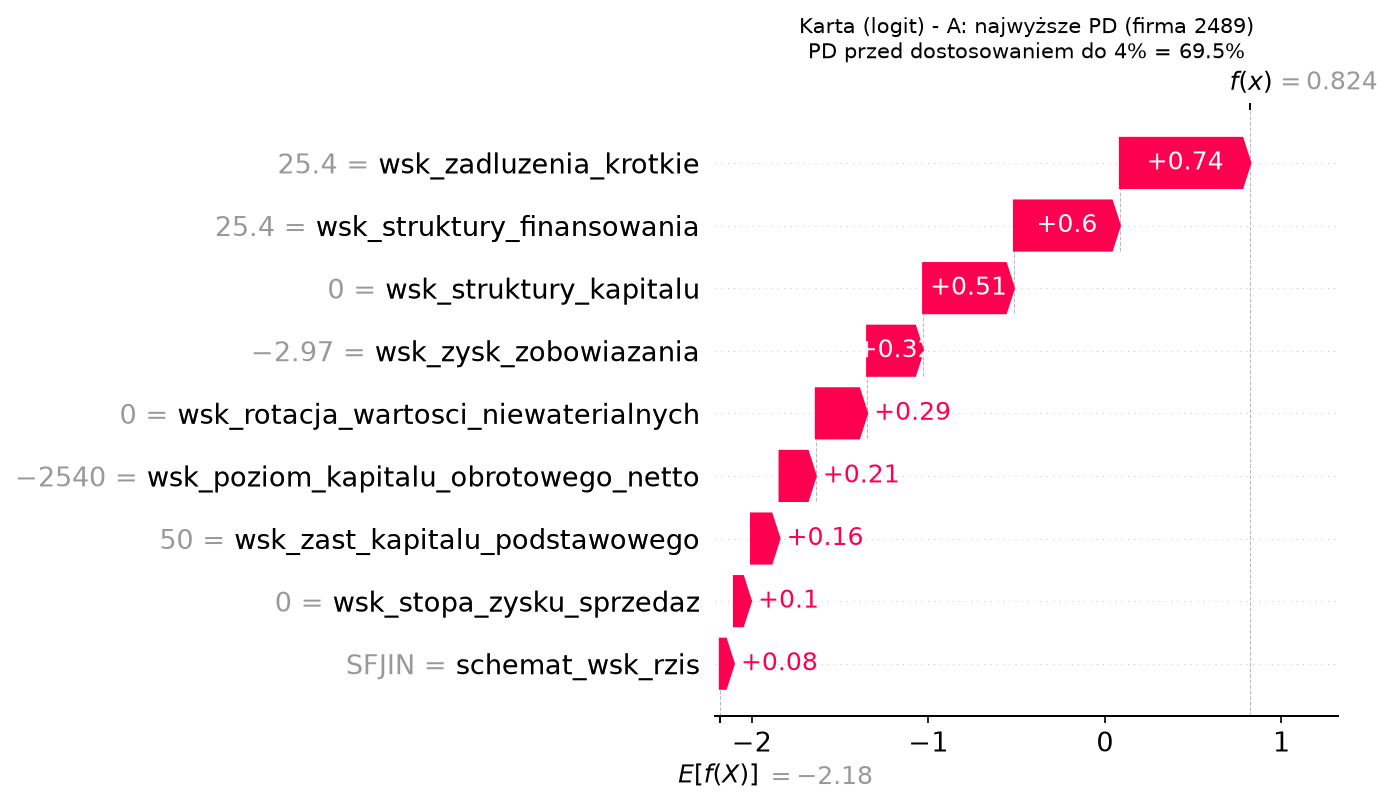 Karta (logit) - A: najwyższe PD (firma 2489)
PD przed dostosowaniem do 4% = 69.5%
f(x) = 0.824
25.4 = wsk_zadluzenia_krotkie +0.74
25.4 = wsk_struktury_finansowania +0.6
0 = wsk_struktury_kapitalu +0.51
−2.97 = wsk_zysk_zobowiazania
0 = wsk_rotacja_wartosci_niewaterialnych +0.29
−2540 = wsk_poziom_kapitalu_obrotowego_netto +0.21
50 = wsk_zast_kapitalu_podstawowego +0.16
0 = wsk_stopa_zysku_sprzedaz +0.1
SFJIN = schemat_wsk_rzis +0.08
−2 −1 0 1
E[f(X)] = −2.18